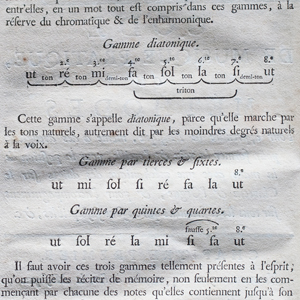 entr'elles, en un mot tout est compris dans ces gammes, à la
réserve du chromatique & de l'enharmonique.
Gamme diatonique.
2.e 3.ce 4.te 5.te 6.te 7.e 8.e
ut ré mi fa sol la si ut
ton ton demi-ton ton ton ton demi-ton
triton
Cette gamme s'appelle diatonique, parce qu'elle marche par
les tons naturels, autrement dit par les moindres degrés naturels
à la voix.
Gamme par tierces & sixtes.
8.e
ut mi sol si ré fa la ut
Gamme par quintes & quartes.
fausse 5.te 8.e
ut sol ré la mi si fa ut
Il faut avoir ces trois gammes tellement présentes à l'esprit,
qu'on puisse les réciter de mémoire, non seulement en les com-
mençant par chacune des notes qu'elles contiennent jusqu'à son